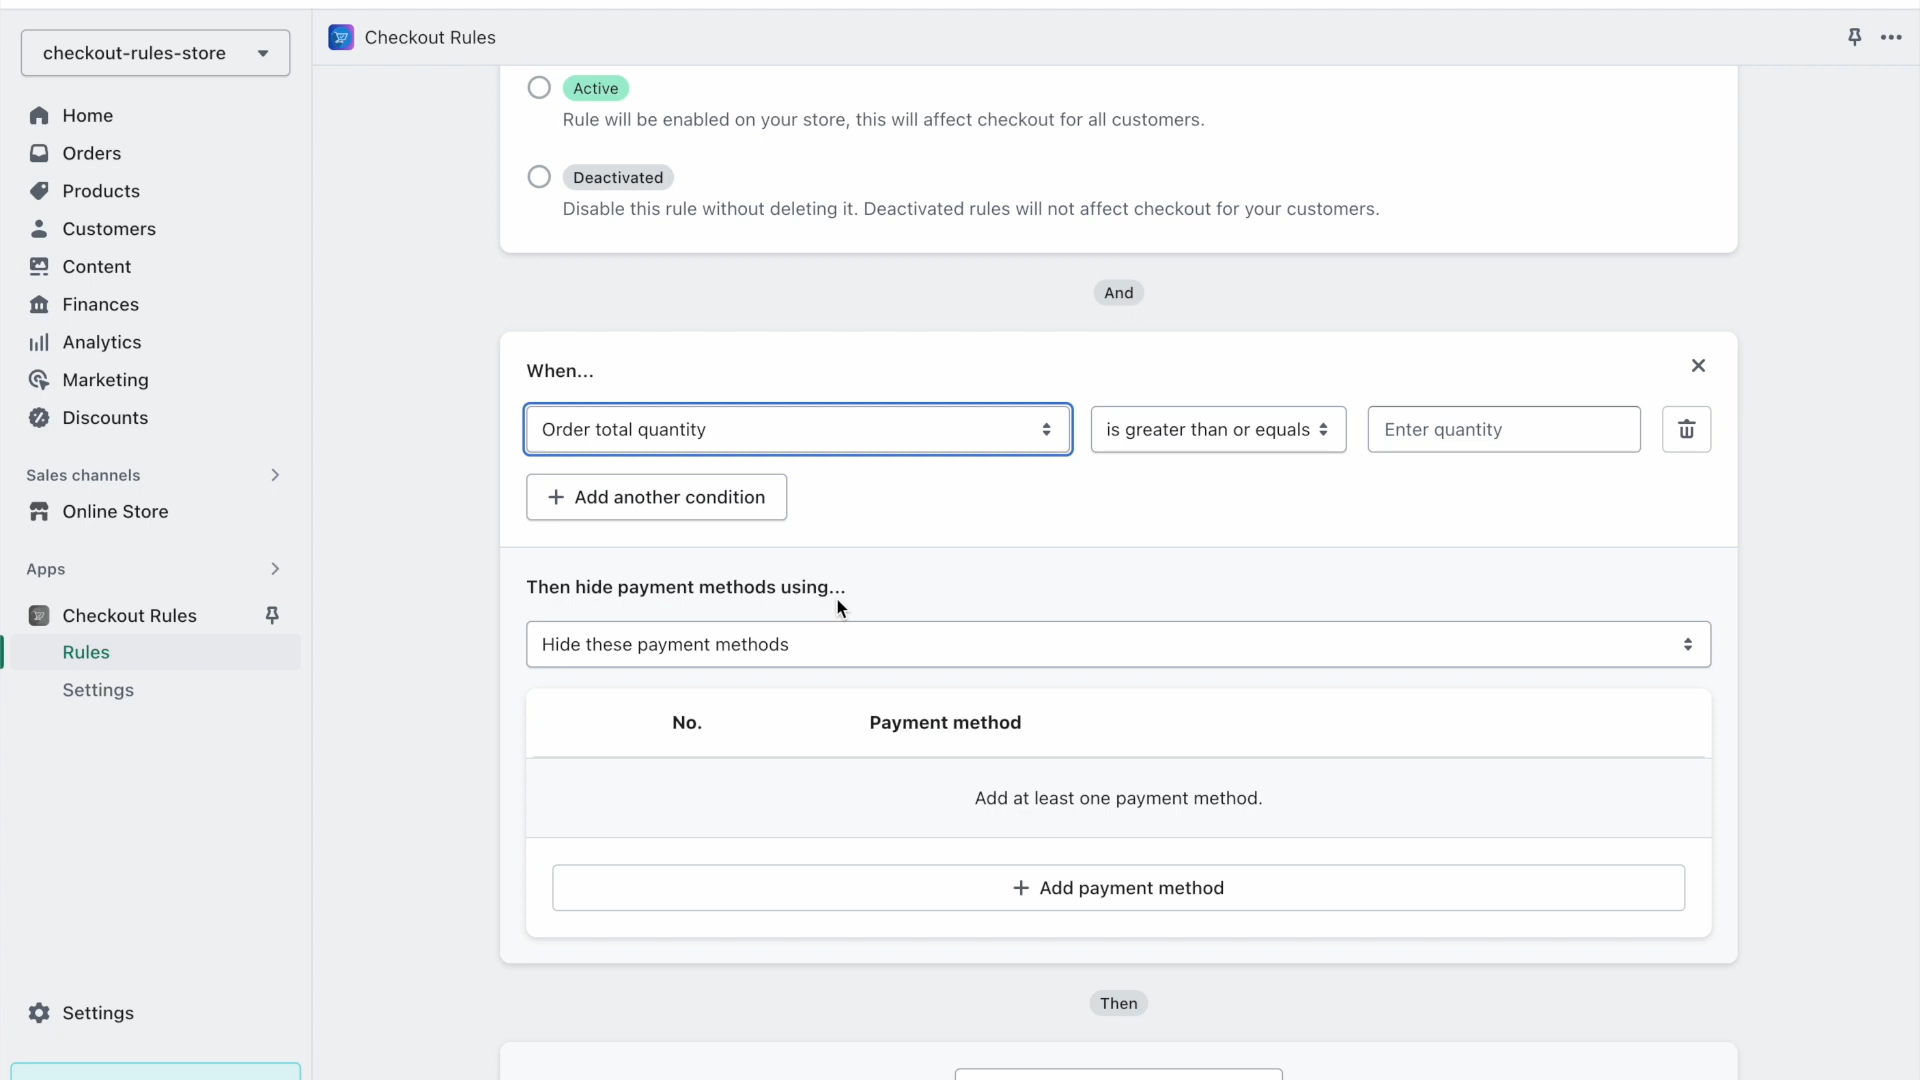 checkout-rules-store
Home
Orders
Products
Customers
Content
Finances
Analytics
Marketing
Discounts
Sales channels
Online Store
Apps
Checkout Rules
Rules
Settings
Settings
Checkout Rules
Active
Rule will be enabled on your store, this will affect checkout for all customers.
Deactivated
Disable this rule without deleting it. Deactivated rules will not affect checkout for your customers.
And
When...
Order total quantity is greater than or equals Enter quantity
Add another condition
Then hide payment methods using...
Hide these payment methods
No. Payment method
Add at least one payment method.
Add payment method
Then